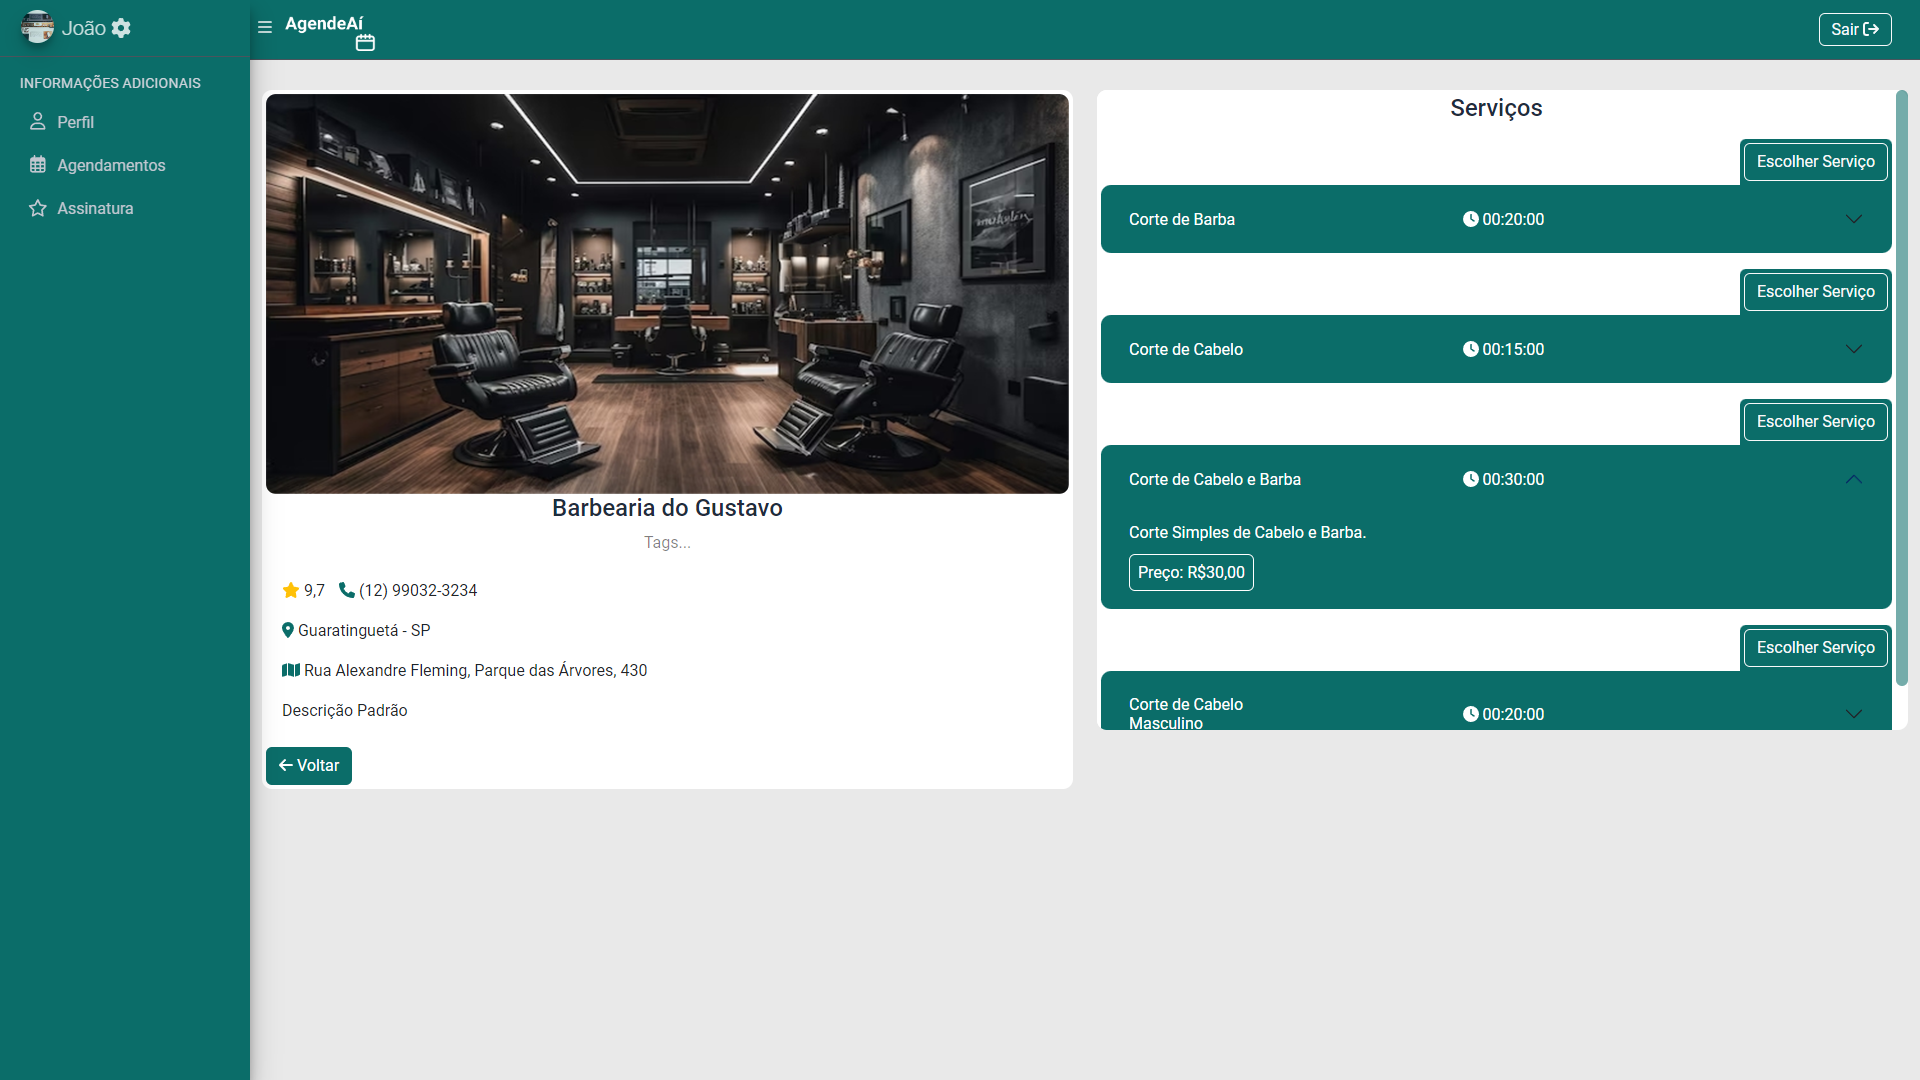 João
AgendeAí
Sair
INFORMAÇÕES ADICIONAIS
Perfil
Agendamentos
Assinatura
Barbearia do Gustavo
Tags...
9,7 (12) 99032-3234
Guaratinguetá - SP
Rua Alexandre Fleming, Parque das Árvores, 430
Descrição Padrão
Voltar
Serviços
Escolher Serviço
Corte de Barba 00:20:00
Escolher Serviço
Corte de Cabelo 00:15:00
Escolher Serviço
Corte de Cabelo e Barba 00:30:00
Corte Simples de Cabelo e Barba.
Preço: R$30,00
Escolher Serviço
Corte de Cabelo
Masculino 00:20:00